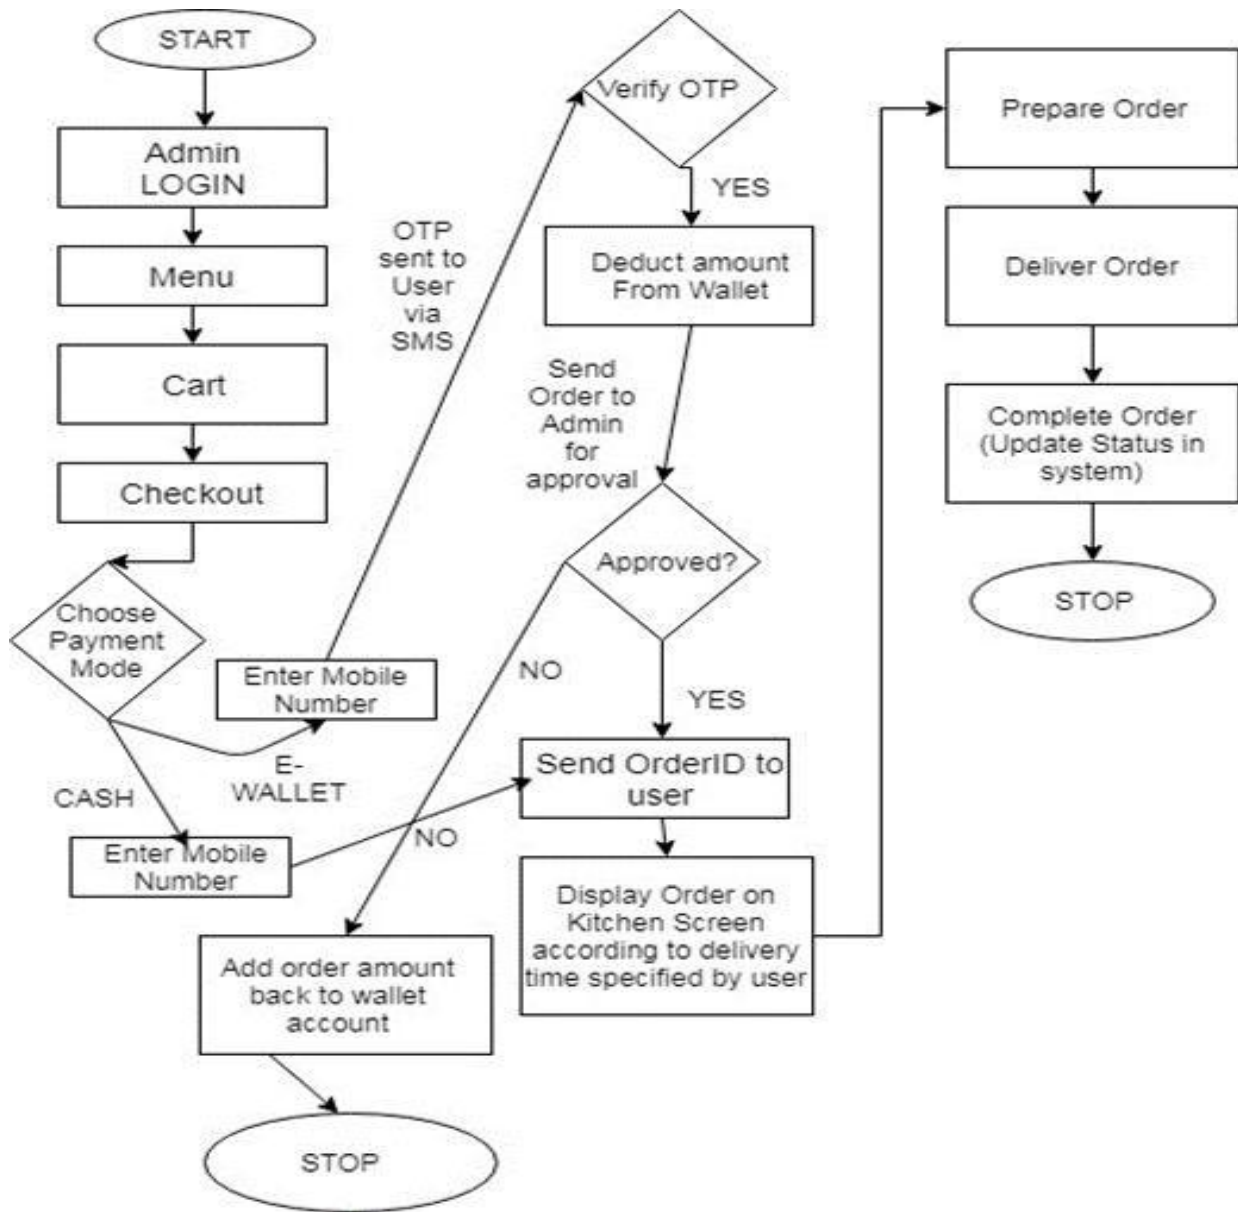 START
Admin
LOGIN
Menu
Cart
Checkout
Choose
Payment
Mode
CASH
E-
WALLET
Enter Mobile
Number
Enter Mobile
Number
OTP
sent to
User
via
SMS
Verify OTP
YES
Deduct amount
From Wallet
Send
Order to
Admin
for
approval
Approved?
NO
YES
NO
Send OrderID to
user
Display Order on
Kitchen Screen
according to delivery
time specified by user
Add order amount
back to wallet
account
STOP
Prepare Order
Deliver Order
Complete Order
(Update Status in
system)
STOP